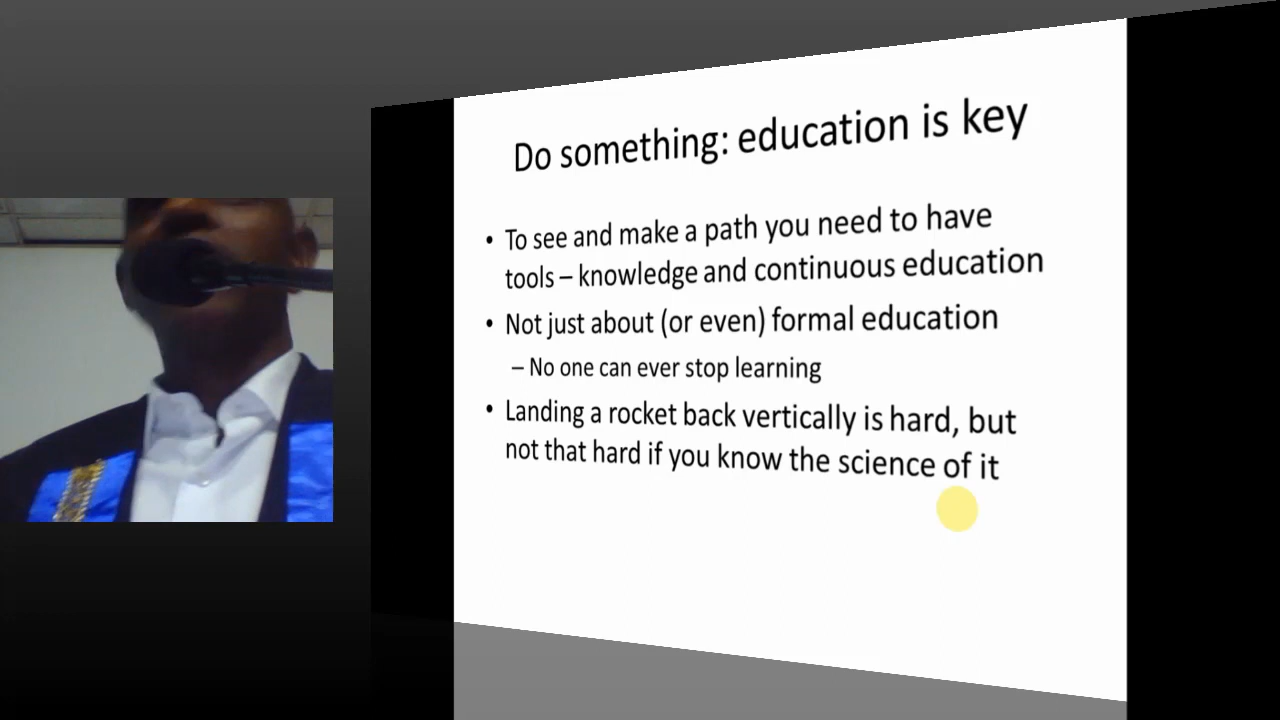 Do something: education is key
• To see and make a path you need to have
tools – knowledge and continuous education
• Not just about (or even) formal education
– No one can ever stop learning
• Landing a rocket back vertically is hard, but
not that hard if you know the science of it